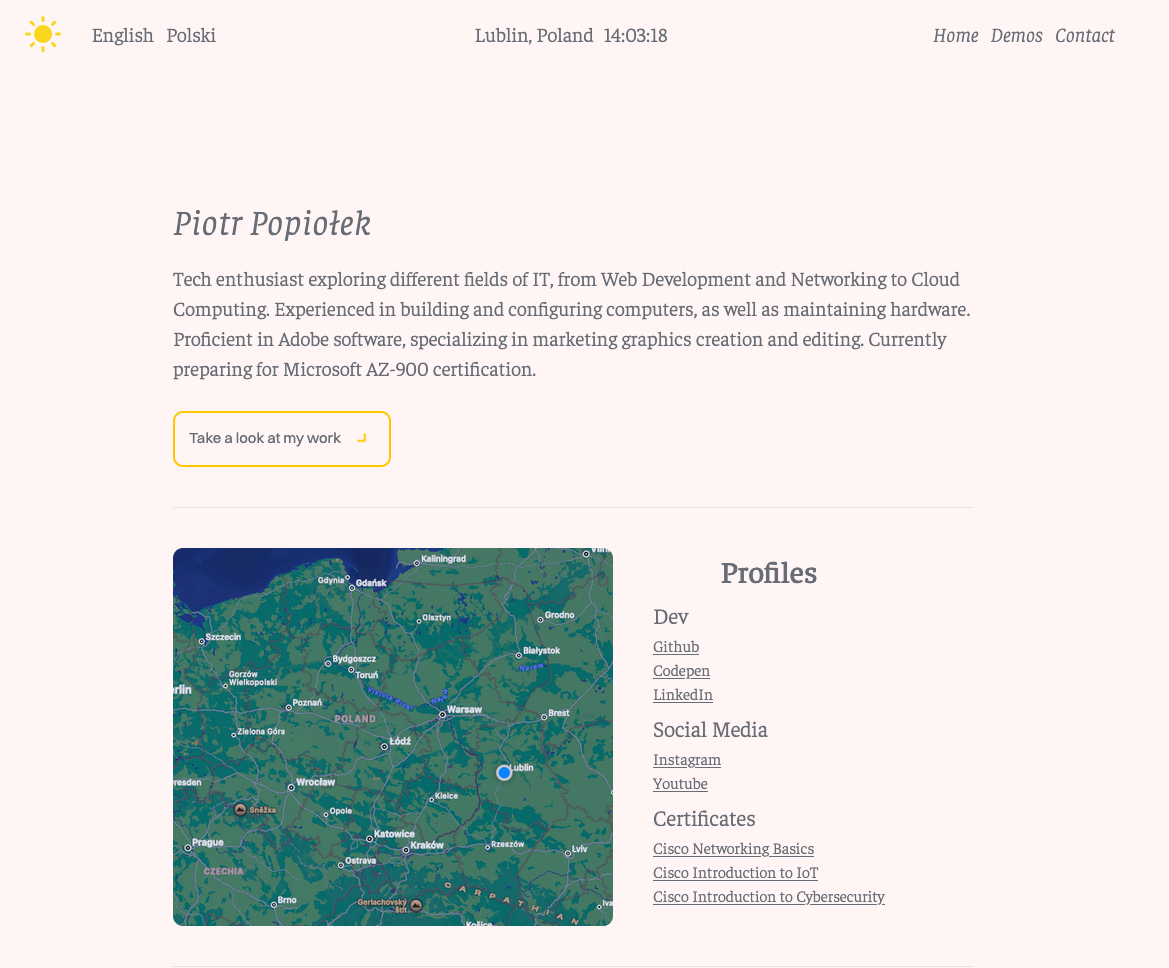 English Polski
Lublin, Poland 14:03:18
Home Demos Contact
Piotr Popiołek
Tech enthusiast exploring different fields of IT, from Web Development and Networking to Cloud
Computing. Experienced in building and configuring computers, as well as maintaining hardware.
Proficient in Adobe software, specializing in marketing graphics creation and editing. Currently
preparing for Microsoft AZ-900 certification.
Take a look at my work
Kaliningrad
Gdynia
Gdańsk
Olsztyn
Grodno
Szczecin
Bydgoszcz
Toruń
Białystok
Narew
Gorzów
Wielkopolski
Poznań
Vistula River
Warsaw
Brest
POLAND
Zielona Góra
Łódź
Lublin
Wrocław
Kielce
Sněžka
Opole
Katowice
Kraków
Rzeszów
Lviv
Prague
Ostrava
CZECHIA
Brno
Gerlachovský
štít
CARPATHIAN
Košice
Profiles
Dev
Github
Codepen
LinkedIn
Social Media
Instagram
Youtube
Certificates
Cisco Networking Basics
Cisco Introduction to IoT
Cisco Introduction to Cybersecurity